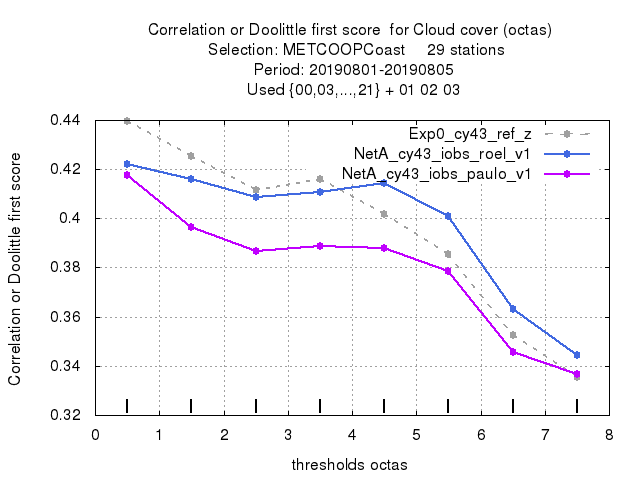 Correlation or Doolittle first score  for Cloud cover (octas)
Selection: METCOOPCoast     29 stations
Period: 20190801-20190805
Used {00,03,...,21} + 01 02 03
Exp0_cy43_ref_z
NetA_cy43_iobs_roel_v1
NetA_cy43_iobs_paulo_v1
Correlation or Doolittle first score
0.44
0.42
0.4
0.38
0.36
0.34
0.32
0 1 2 3 4 5 6 7 8
thresholds octas